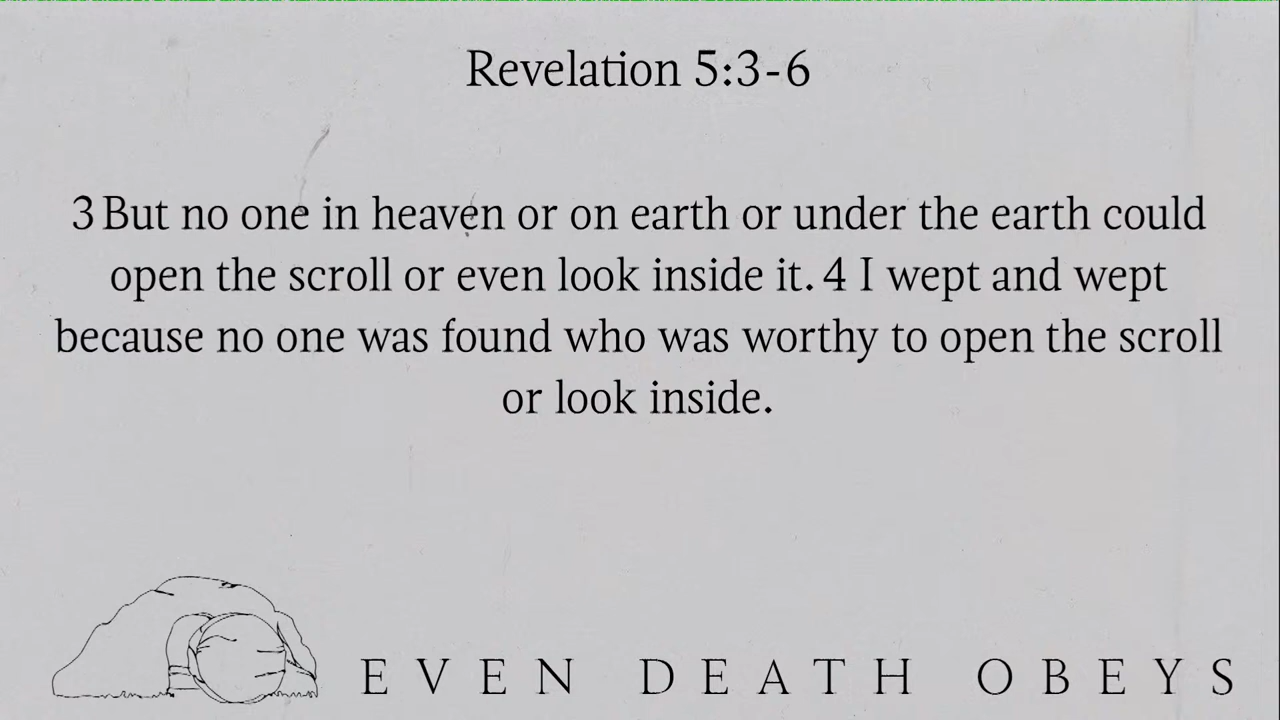 Revelation 5:3-6
3 But no one in heaven or on earth or under the earth could
open the scroll or even look inside it. 4 I wept and wept
because no one was found who was worthy to open the scroll
or look inside.
EVEN DEATH OBEYS